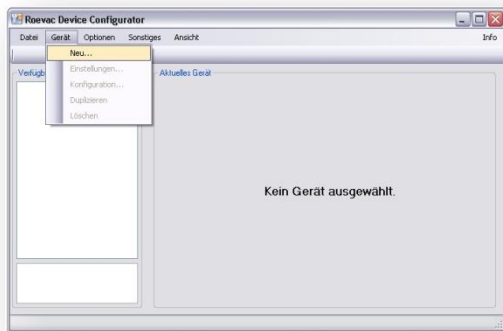 Roevac Device Configurator
Datei Gerät Optionen Sonstiges Ansicht Info
Neu...
Einstellungen...
Konfiguration...
Duplizieren
Löschen
Verfügb
Aktuelles Gerät
Kein Gerät ausgewählt.